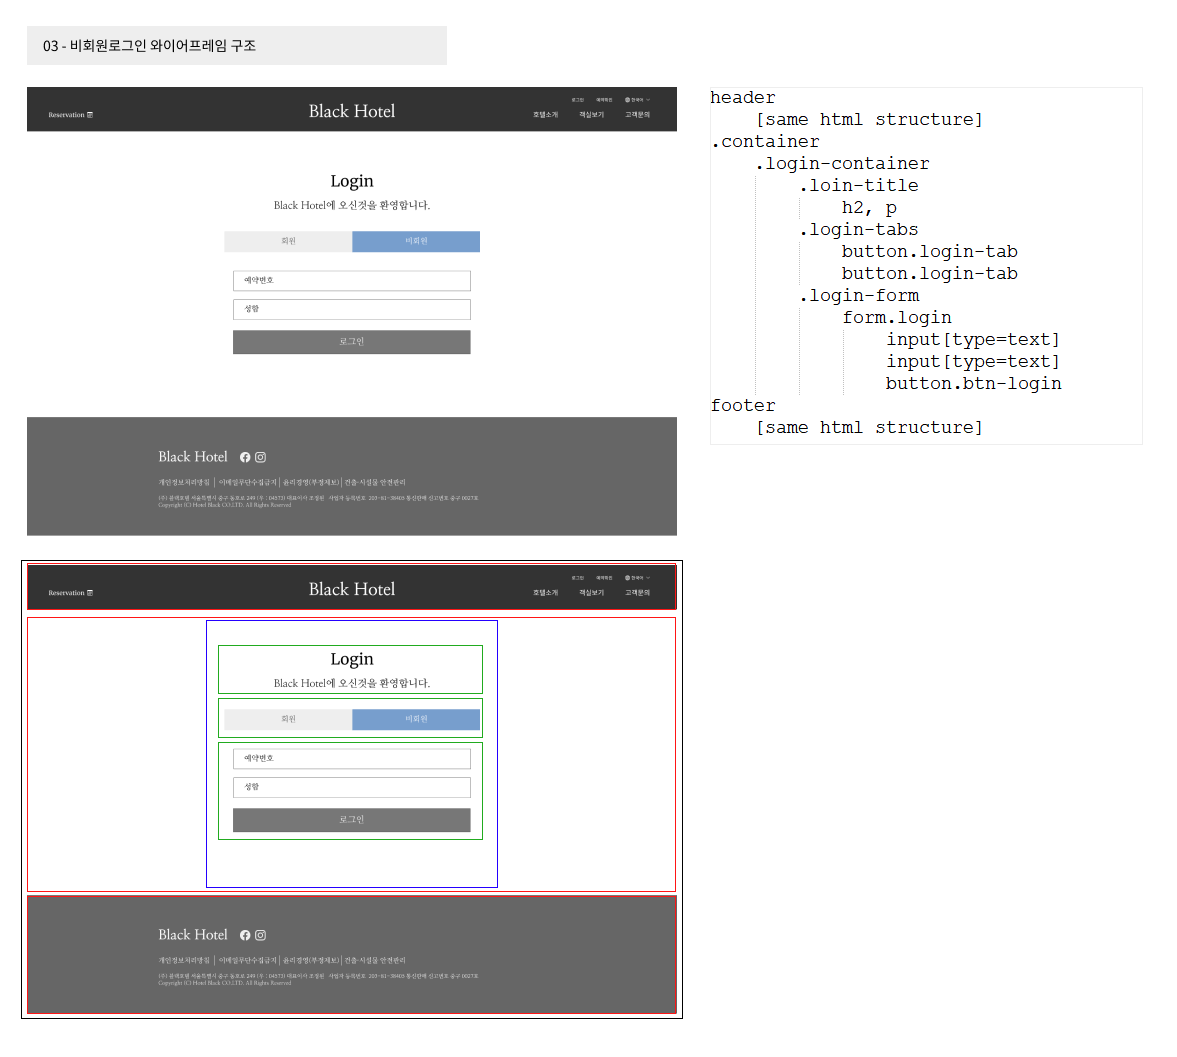 03 - 비회원로그인 와이어프레임 구조
로그인 예약확인 한국어
Reservation Black Hotel 호텔소개 객실보기 고객문의
Login
Black Hotel에 오신것을 환영합니다.
회원 비회원
예약번호
성함
로그인
Black Hotel
개인정보처리방침 | 이메일무단수집금지 | 윤리경영(부정제보) | 건축·시설물 안전관리
(주) 블랙호텔 서울특별시 중구 동호로 249 (우 : 04573) 대표이사 조정원 사업자 등록번호 203-81-38405 통신판매 신고번호 중구 0027호
Copyright (C) Hotel Black CO.LTD. All Rights Reserved
header
[same html structure]
.container
.login-container
.loin-title
h2, p
.login-tabs
button.login-tab
button.login-tab
.login-form
form.login
input[type=text]
input[type=text]
button.btn-login
footer
[same html structure]
로그인 예약확인 한국어
Reservation Black Hotel 호텔소개 객실보기 고객문의
Login
Black Hotel에 오신것을 환영합니다.
회원 비회원
예약번호
성함
로그인
Black Hotel
개인정보처리방침 | 이메일무단수집금지 | 윤리경영(부정제보) | 건축·시설물 안전관리
(주) 블랙호텔 서울특별시 중구 동호로 249 (우 : 04573) 대표이사 조정원 사업자 등록번호 203-81-38405 통신판매 신고번호 중구 0027호
Copyright (C) Hotel Black CO.LTD. All Rights Reserved